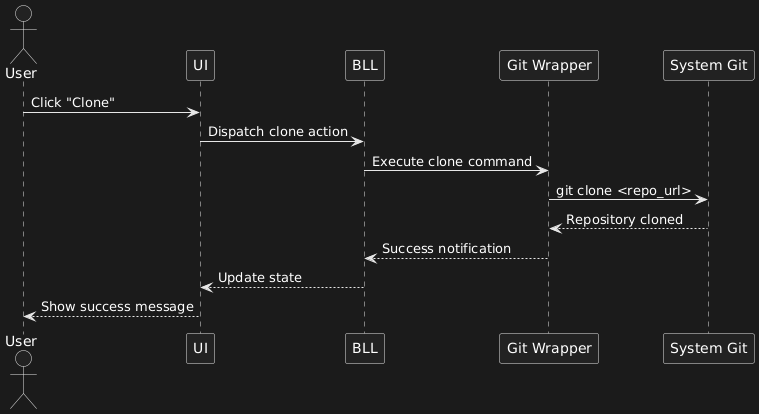 User
UI
BLL
Git Wrapper
System Git
Click "Clone"
Dispatch clone action
Execute clone command
git clone <repo_url>
Repository cloned
Success notification
Update state
Show success message
User
UI
BLL
Git Wrapper
System Git